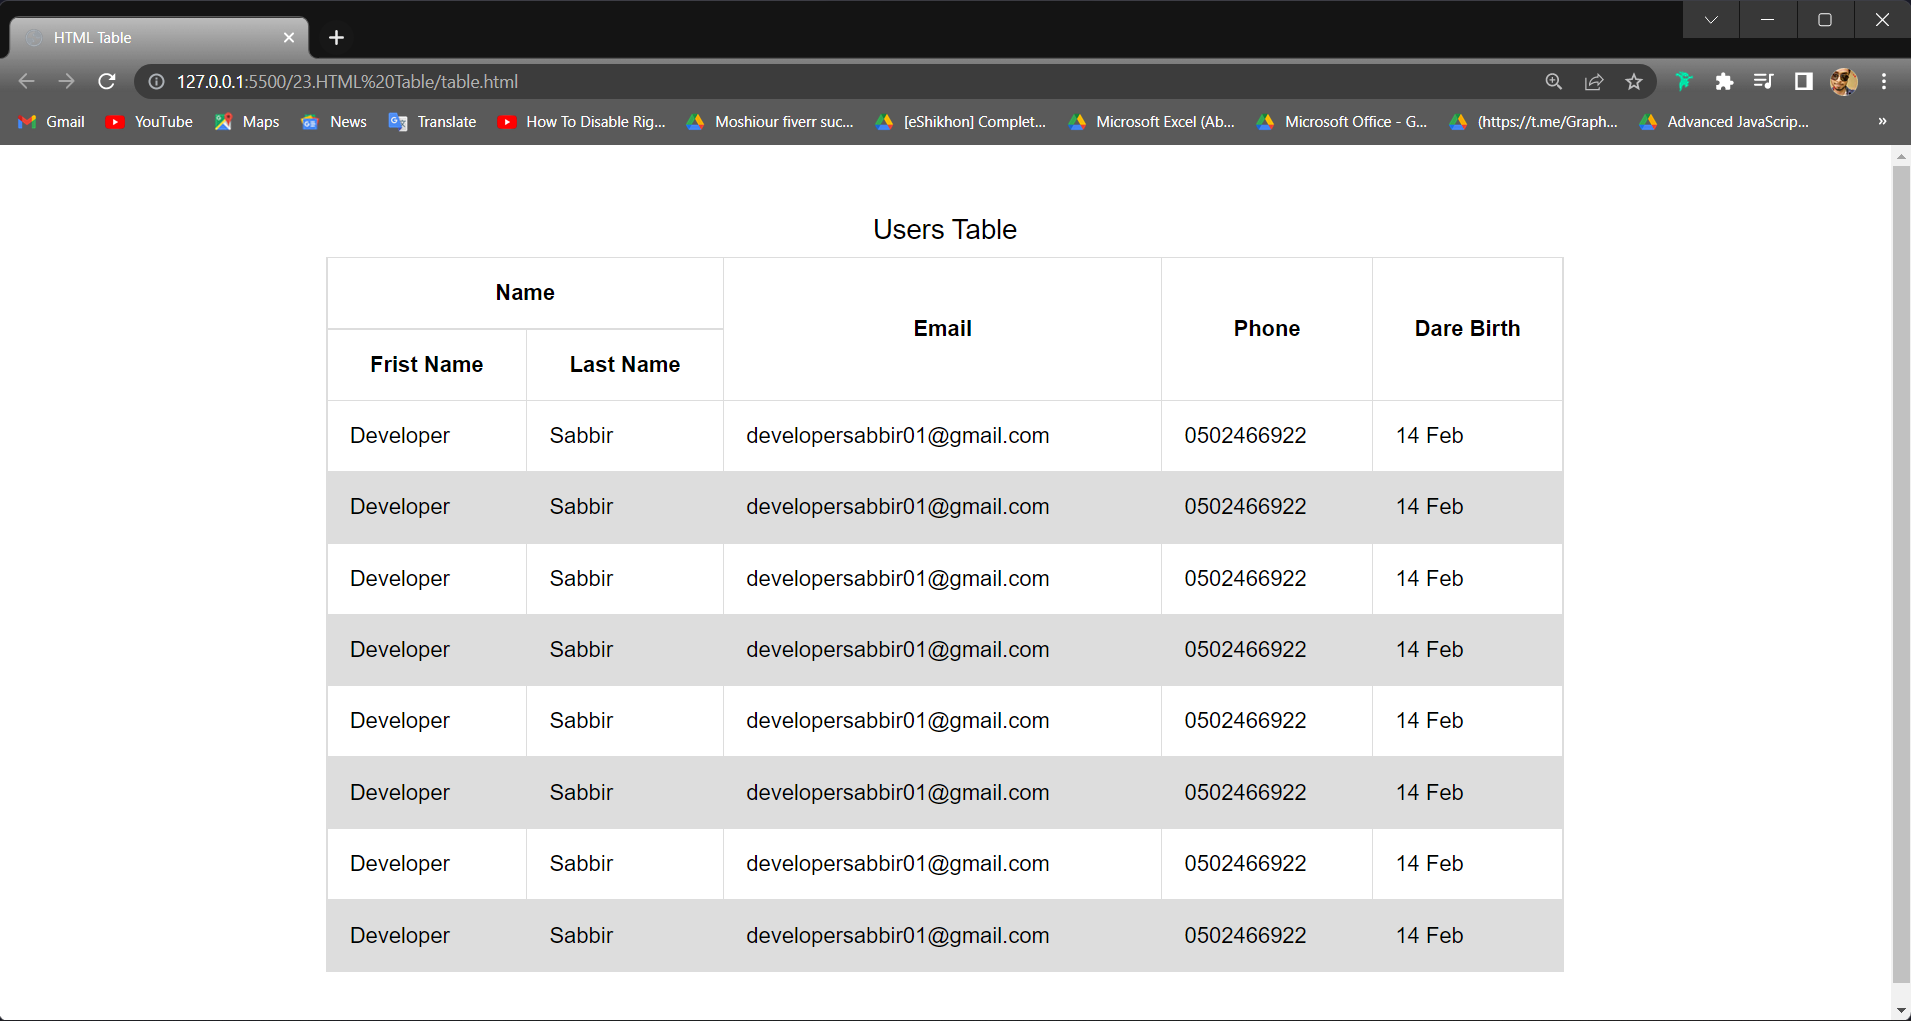 HTML Table
127.0.0.1:5500/23.HTML%20Table/table.html
Gmail YouTube Maps News Translate How To Disable Rig... Moshiour fiverr suc... [eShikhon] Complet... Microsoft Excel (Ab... Microsoft Office - G... (https://t.me/Graph... Advanced JavaScrip... »
Users Table
Name Email Phone Dare Birth
Frist Name Last Name
Developer Sabbir developersabbir01@gmail.com 0502466922 14 Feb
Developer Sabbir developersabbir01@gmail.com 0502466922 14 Feb
Developer Sabbir developersabbir01@gmail.com 0502466922 14 Feb
Developer Sabbir developersabbir01@gmail.com 0502466922 14 Feb
Developer Sabbir developersabbir01@gmail.com 0502466922 14 Feb
Developer Sabbir developersabbir01@gmail.com 0502466922 14 Feb
Developer Sabbir developersabbir01@gmail.com 0502466922 14 Feb
Developer Sabbir developersabbir01@gmail.com 0502466922 14 Feb